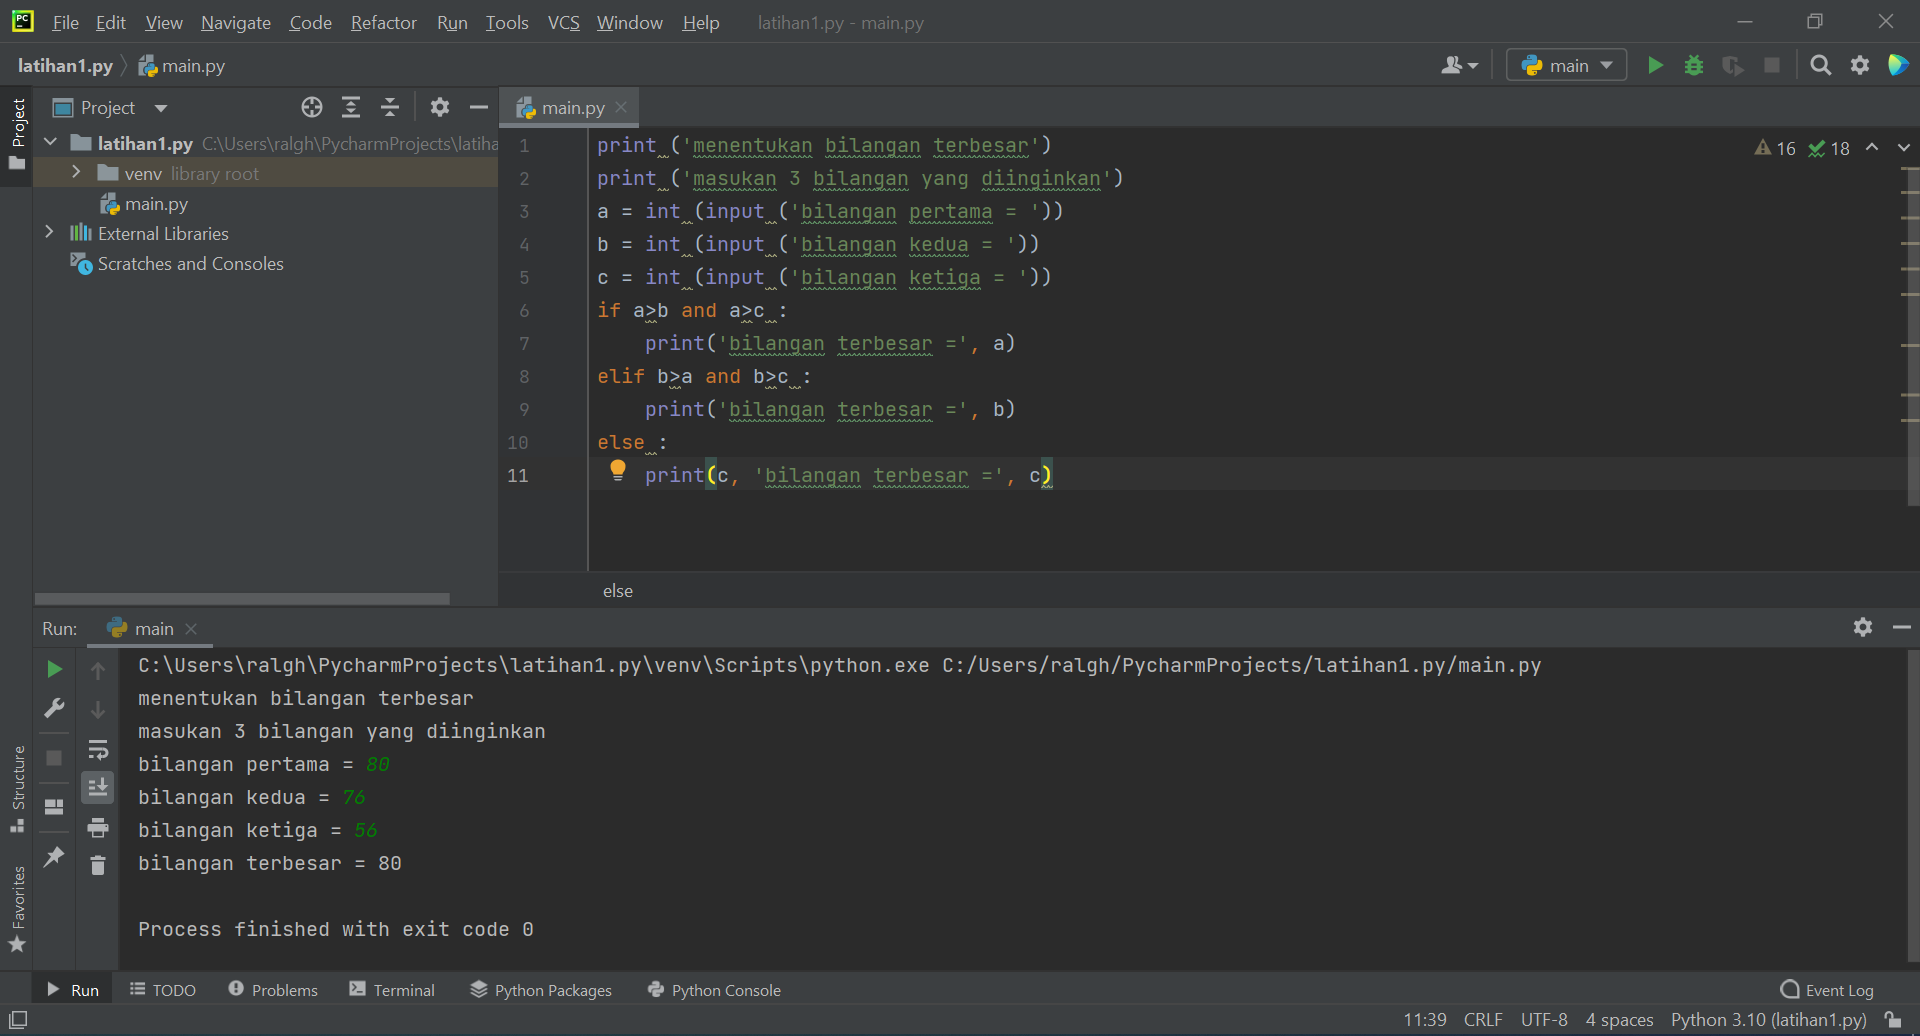 PC File Edit View Navigate Code Refactor Run Tools VCS Window Help latihan1.py - main.py
latihan1.py main.py main
Project
Project
main.py
latihan1.py C:\Users\ralgh\PycharmProjects\latiha
venv library root
main.py
External Libraries
Scratches and Consoles
16 18
1 print ('menentukan bilangan terbesar')
2 print ('masukan 3 bilangan yang diinginkan')
3 a = int (input ('bilangan pertama = '))
4 b = int (input ('bilangan kedua = '))
5 c = int (input ('bilangan ketiga = '))
6 if a>b and a>c :
7     print('bilangan terbesar =', a)
8 elif b>a and b>c :
9     print('bilangan terbesar =', b)
10 else :
11     print(c, 'bilangan terbesar =', c)
else
Run: main
C:\Users\ralgh\PycharmProjects\latihan1.py\venv\Scripts\python.exe C:/Users/ralgh/PycharmProjects/latihan1.py/main.py
menentukan bilangan terbesar
masukan 3 bilangan yang diinginkan
bilangan pertama = 80
bilangan kedua = 76
bilangan ketiga = 56
bilangan terbesar = 80
Process finished with exit code 0
Structure
Favorites
Run TODO Problems Terminal Python Packages Python Console Event Log
11:39 CRLF UTF-8 4 spaces Python 3.10 (latihan1.py)